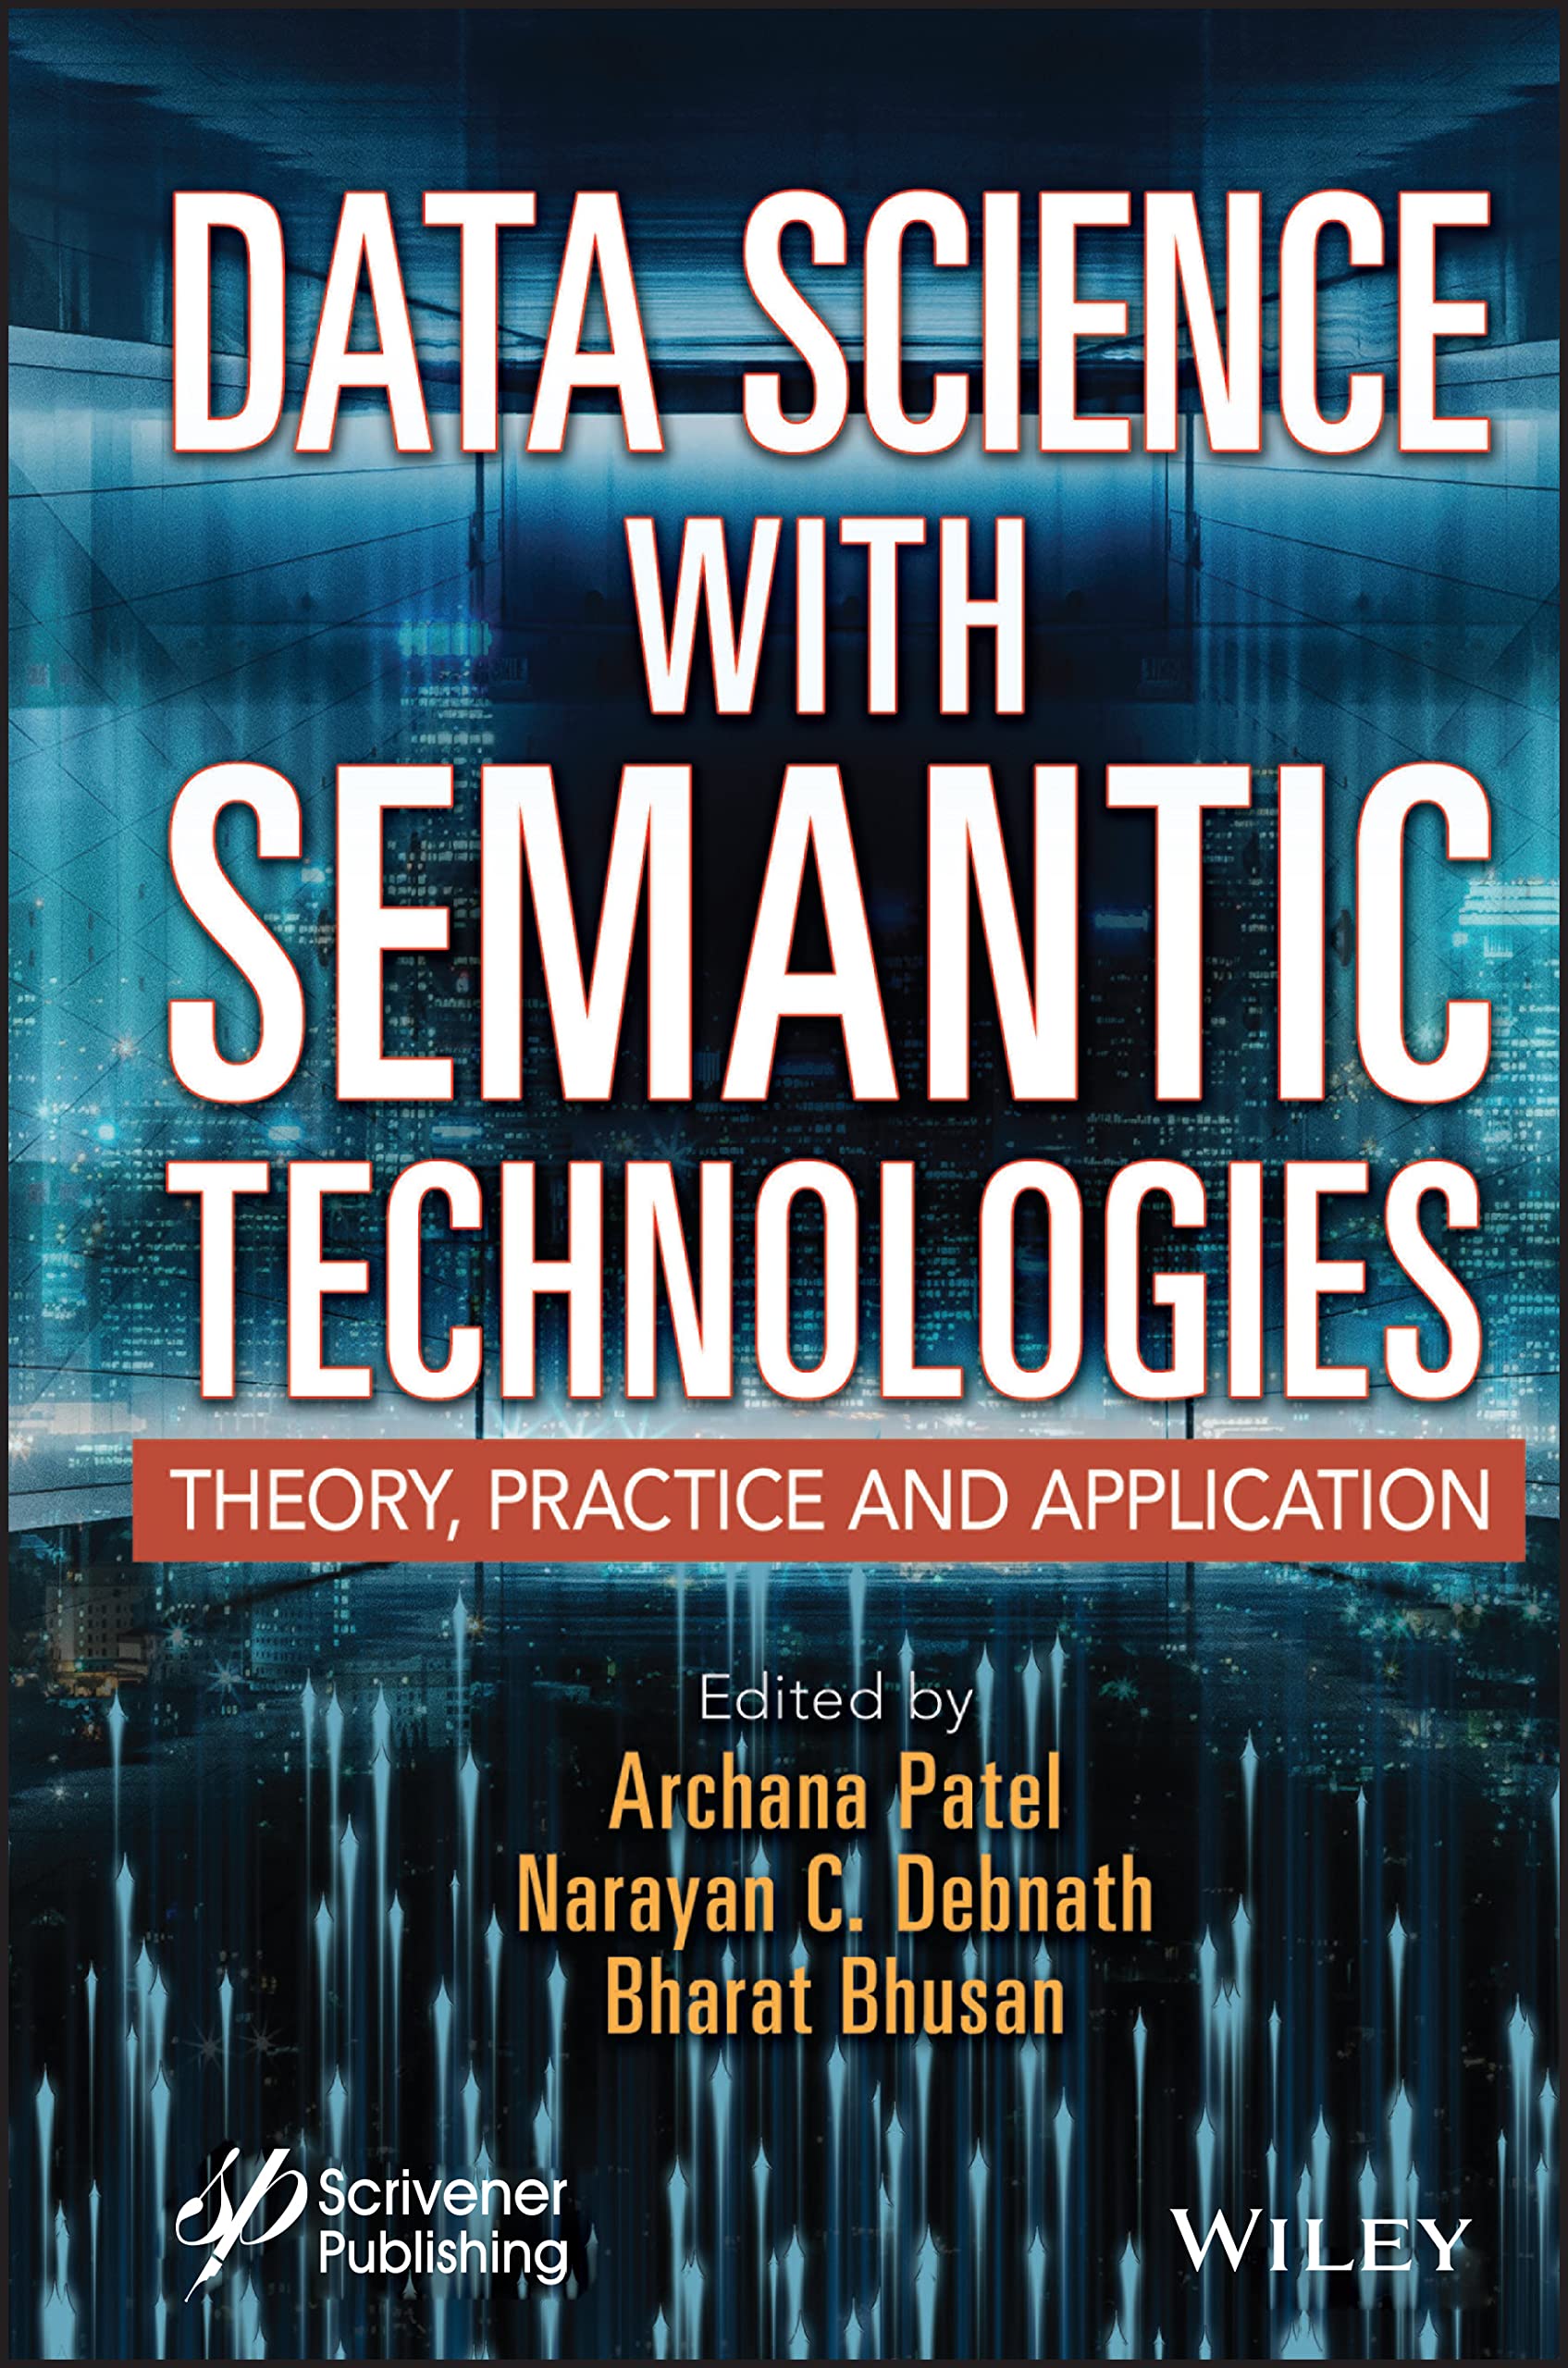 DATA SCIENCE
WITH
SEMANTIC
TECHNOLOGIES
THEORY, PRACTICE AND APPLICATION
Edited by
Archana Patel
Narayan C. Debnath
Bharat Bhusan
sp Scrivener
Publishing
WILEY